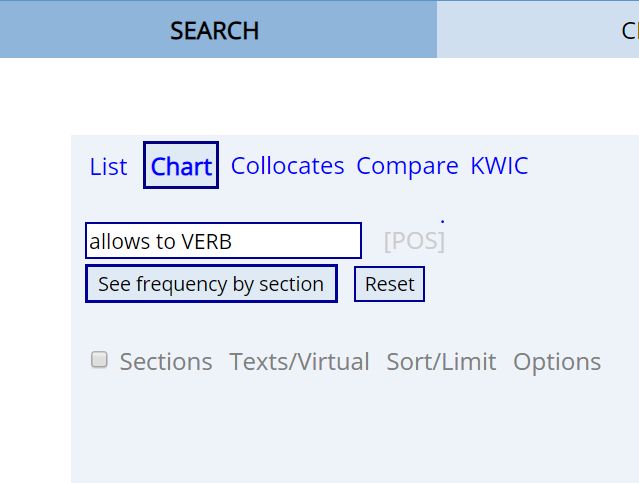 SEARCH
List Chart Collocates Compare KWIC
allows to VERB [POS]
See frequency by section Reset
Sections Texts/Virtual Sort/Limit Options